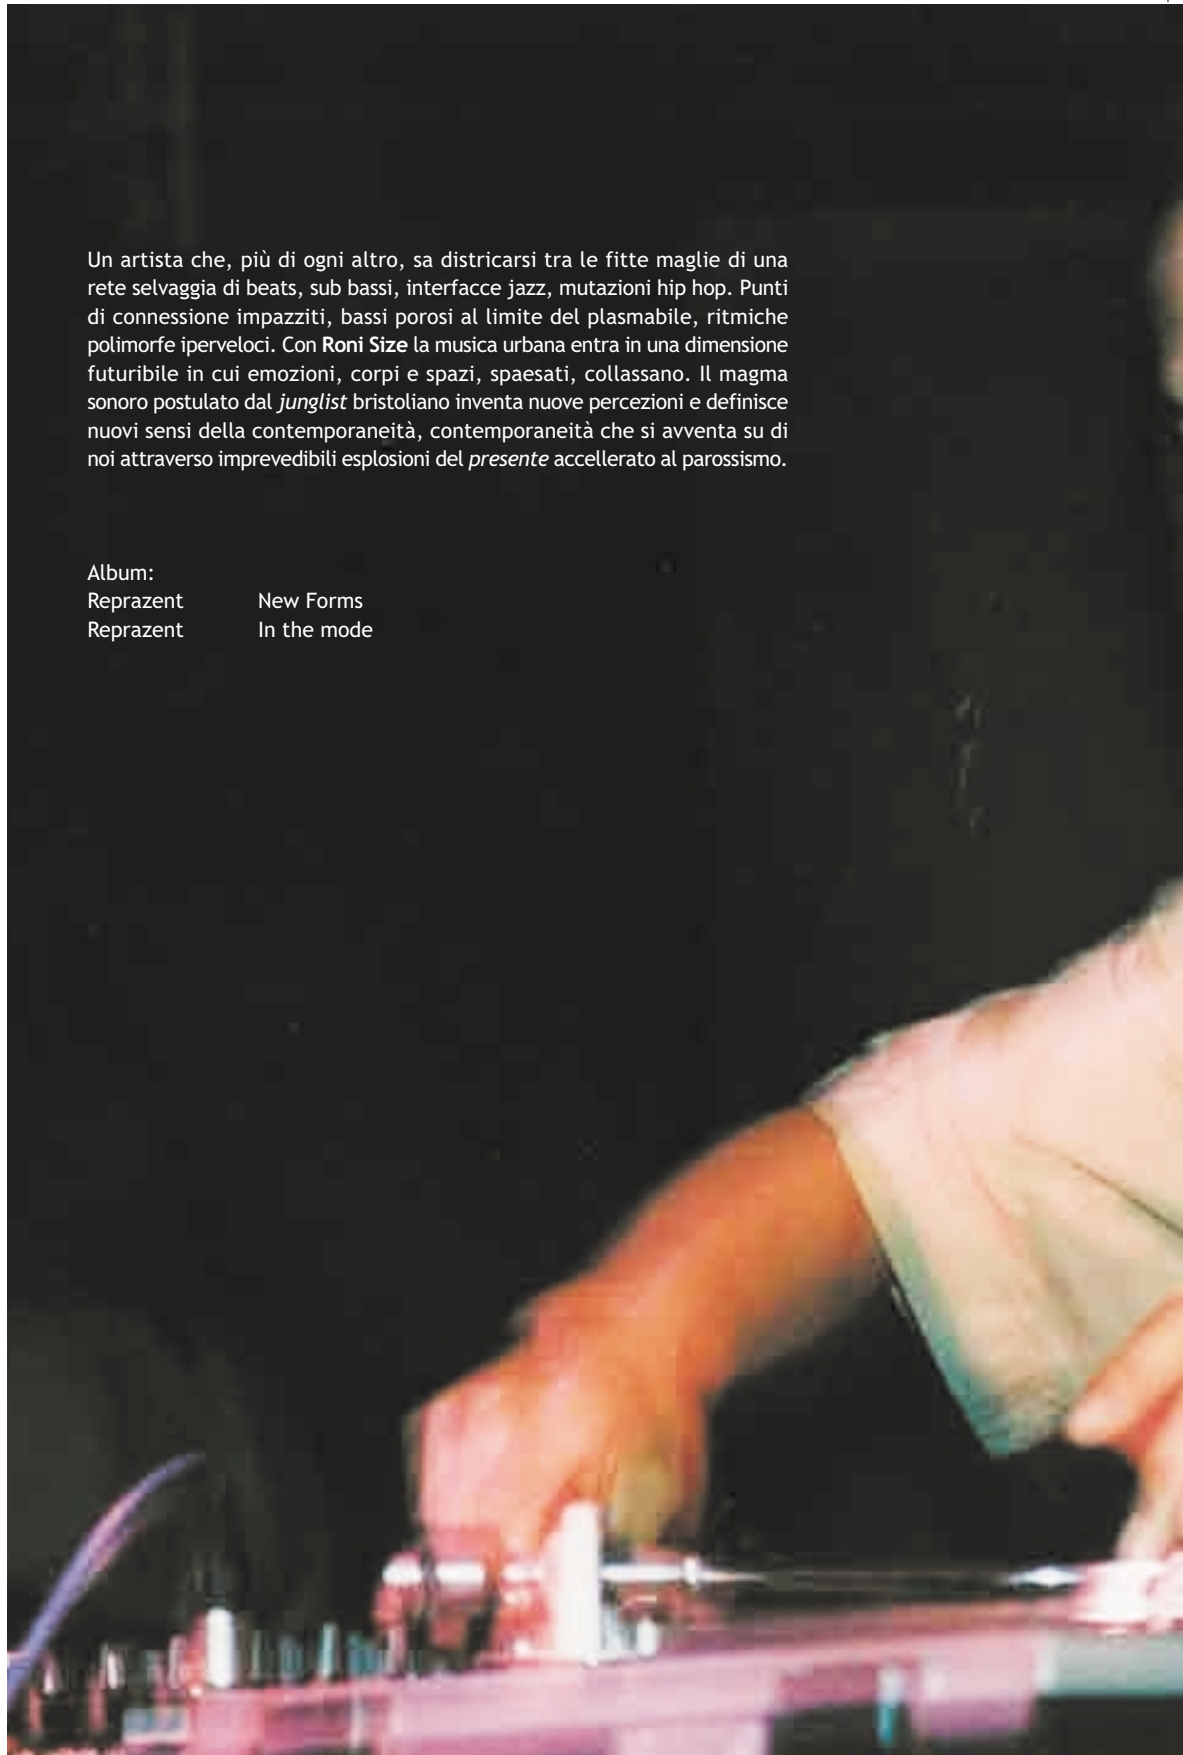 Un artista che, più di ogni altro, sa districarsi tra le fitte maglie di una
rete selvaggia di beats, sub bassi, interfacce jazz, mutazioni hip hop. Punti
di connessione impazziti, bassi porosi al limite del plasmabile, ritmiche
polimorfe iperveloci. Con Roni Size la musica urbana entra in una dimensione
futuribile in cui emozioni, corpi e spazi, spaesati, collassano. Il magma
sonoro postulato dal junglist bristoliano inventa nuove percezioni e definisce
nuovi sensi della contemporaneità, contemporaneità che si avventa su di
noi attraverso imprevedibili esplosioni del presente accellerato al parossismo.
Album:
Reprazent New Forms
Reprazent In the mode